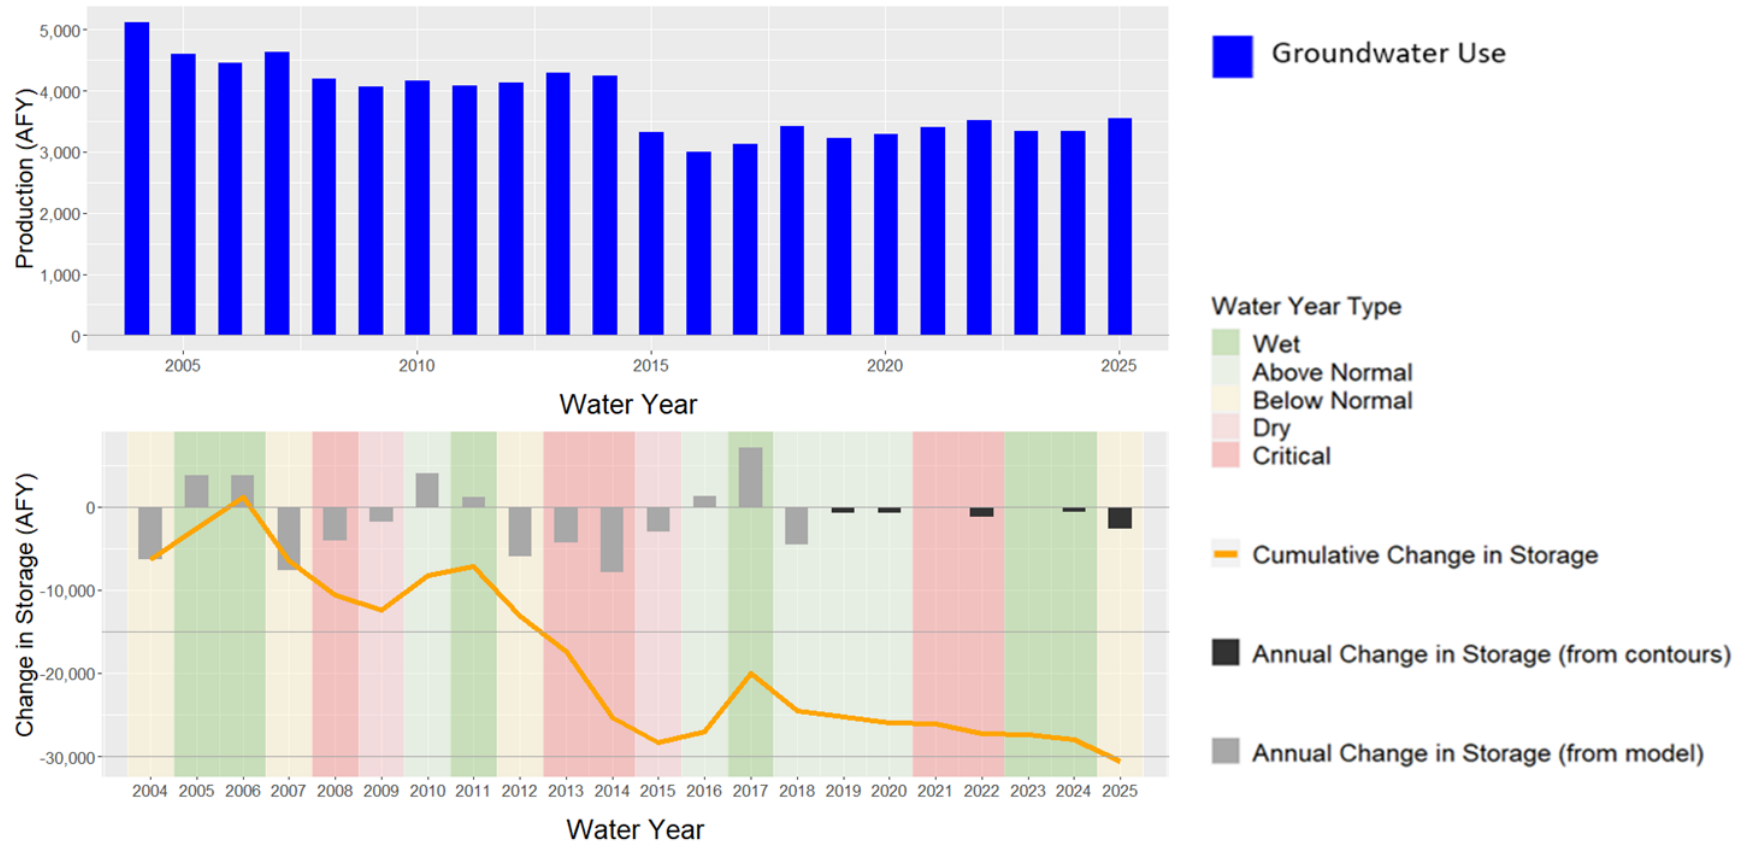 5,000
4,000
3,000
2,000
1,000
0
Production (AFY)
2005 2010 2015 2020 2025
Water Year
Groundwater Use
Water Year Type
Wet
Above Normal
Below Normal
Dry
Critical
Cumulative Change in Storage
Annual Change in Storage (from contours)
Annual Change in Storage (from model)
0
-10,000
-20,000
-30,000
Change in Storage (AFY)
2004 2005 2006 2007 2008 2009 2010 2011 2012 2013 2014 2015 2016 2017 2018 2019 2020 2021 2022 2023 2024 2025
Water Year